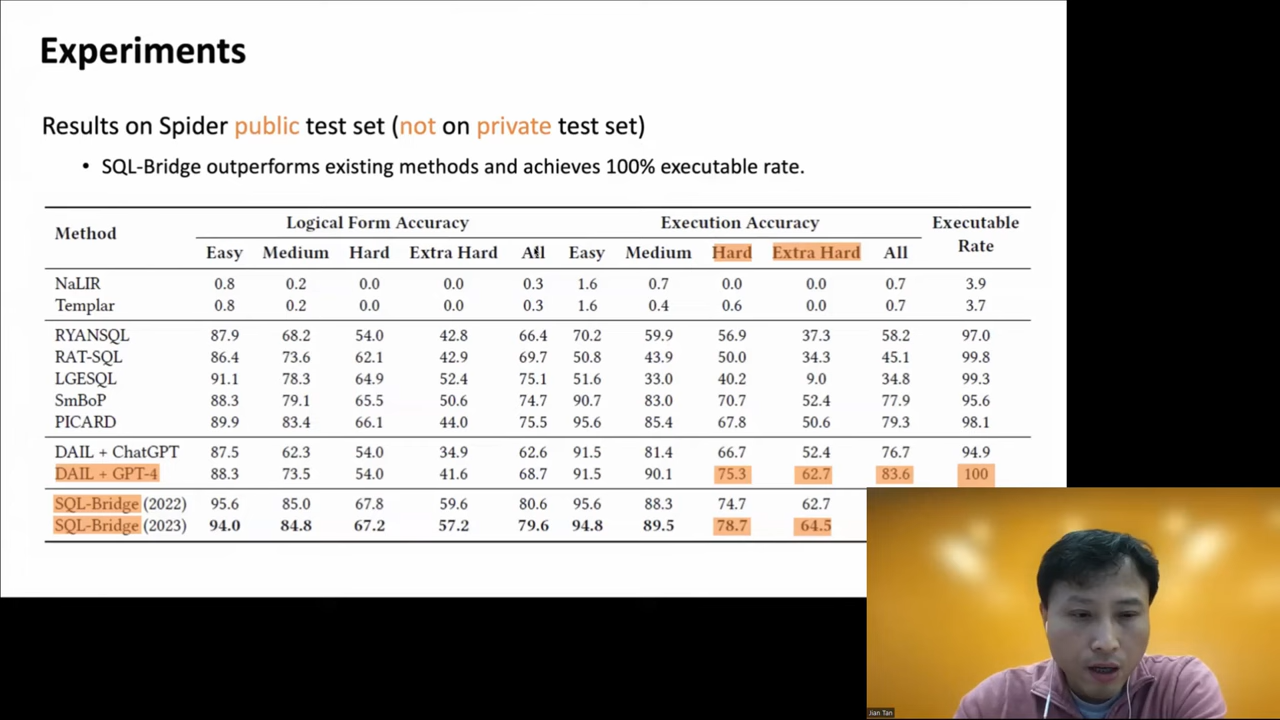 Experiments
Results on Spider public test set (not on private test set)
• SQL-Bridge outperforms existing methods and achieves 100% executable rate.
Method Logical Form Accuracy Execution Accuracy Executable Rate
Easy Medium Hard Extra Hard All Easy Medium Hard Extra Hard All
NaLIR 0.8 0.2 0.0 0.0 0.3 1.6 0.7 0.0 0.0 0.7 3.9
Templar 0.8 0.2 0.0 0.0 0.3 1.6 0.4 0.6 0.0 0.7 3.7
RYANSQL 87.9 68.2 54.0 42.8 66.4 70.2 59.9 56.9 37.3 58.2 97.0
RAT-SQL 86.4 73.6 62.1 42.9 69.7 50.8 43.9 50.0 34.3 45.1 99.8
LGESQL 91.1 78.3 64.9 52.4 75.1 51.6 33.0 40.2 9.0 34.8 99.3
SmBoP 88.3 79.1 65.5 50.6 74.7 90.7 83.0 70.7 52.4 77.9 95.6
PICARD 89.9 83.4 66.1 44.0 75.5 95.6 85.4 67.8 50.6 79.3 98.1
DAIL + ChatGPT 87.5 62.3 54.0 34.9 62.6 91.5 81.4 66.7 52.4 76.7 94.9
DAIL + GPT-4 88.3 73.5 54.0 41.6 68.7 91.5 90.1 75.3 62.7 83.6 100
SQL-Bridge (2022) 95.6 85.0 67.8 59.6 80.6 95.6 88.3 74.7 62.7
SQL-Bridge (2023) 94.0 84.8 67.2 57.2 79.6 94.8 89.5 78.7 64.5
Jian Tan